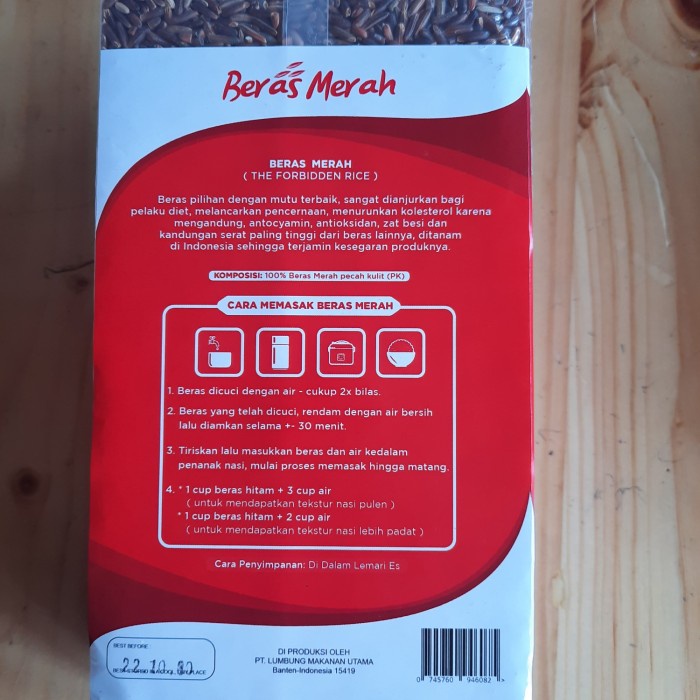 Beras Merah
BERAS MERAH
( THE FORBIDDEN RICE )
Beras pilihan dengan mutu terbaik, sangat dianjurkan bagi
pelaku diet, melancarkan pencernaan, menurunkan kolesterol karena
mengandung, antocyamin, antioksidan, zat besi dan
kandungan serat paling tinggi dari beras lainnya, ditanam
di Indonesia sehingga terjamin kesegaran produknya.
KOMPOSISI: 100% Beras Merah pecah kulit (PK)
CARA MEMASAK BERAS MERAH
1. Beras dicuci dengan air - cukup 2x bilas.
2. Beras yang telah dicuci, rendam dengan air bersih
lalu diamkan selama +- 30 menit.
3. Tiriskan lalu masukkan beras dan air kedalam
penanak nasi, mulai proses memasak hingga matang.
4. * 1 cup beras hitam + 3 cup air
( untuk mendapatkan tekstur nasi pulen )
* 1 cup beras hitam + 2 cup air
( untuk mendapatkan tekstur nasi lebih padat )
Cara Penyimpanan: Di Dalam Lemari Es
BEST BEFORE :
22 10
DI PRODUKSI OLEH
PT. LUMBUNG MAKANAN UTAMA
Banten-Indonesia 15419
0 745760 946082 >